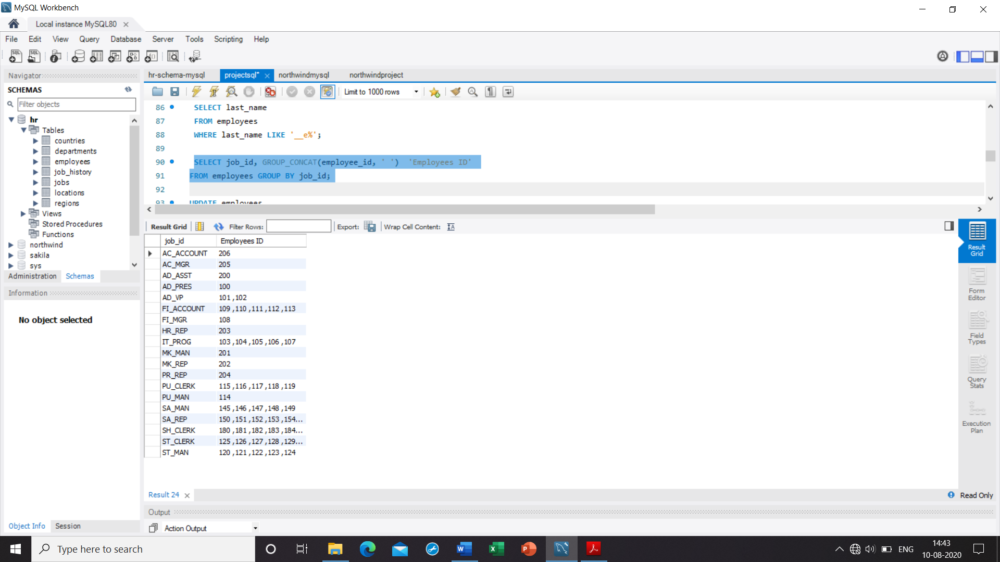 MySQL Workbench
Local instance MySQL80
File Edit View Query Database Server Tools Scripting Help
Navigator
SCHEMAS
Filter objects
hr
Tables
countries
departments
employees
job_history
jobs
locations
regions
Views
Stored Procedures
Functions
northwind
sakila
sys
Administration Schemas
Information
No object selected
Object Info Session
hr-schema-mysql projectsql* northwindmysql northwindproject
Limit to 1000 rows
86 SELECT last_name
87 FROM employees
88 WHERE last_name LIKE '__e%';
89
90 SELECT job_id, GROUP_CONCAT(employee_id, ' ') 'Employees ID'
91 FROM employees GROUP BY job_id;
92
93 UPDATE employees
Result Grid Filter Rows: Export: Wrap Cell Content:
job_id Employees ID
AC_ACCOUNT 206
AC_MGR 205
AD_ASST 200
AD_PRES 100
AD_VP 101 ,102
FI_ACCOUNT 109 ,110 ,111 ,112 ,113
FI_MGR 108
HR_REP 203
IT_PROG 103 ,104 ,105 ,106 ,107
MK_MAN 201
MK_REP 202
PR_REP 204
PU_CLERK 115 ,116 ,117 ,118 ,119
PU_MAN 114
SA_MAN 145 ,146 ,147 ,148 ,149
SA_REP 150 ,151 ,152 ,153 ,154...
SH_CLERK 180 ,181 ,182 ,183 ,184...
ST_CLERK 125 ,126 ,127 ,128 ,129...
ST_MAN 120 ,121 ,122 ,123 ,124
Result
Grid
Form
Editor
Field
Types
Query
Stats
Execution
Plan
Result 24
Read Only
Output
Action Output
Type here to search
ENG
14:43
10-08-2020